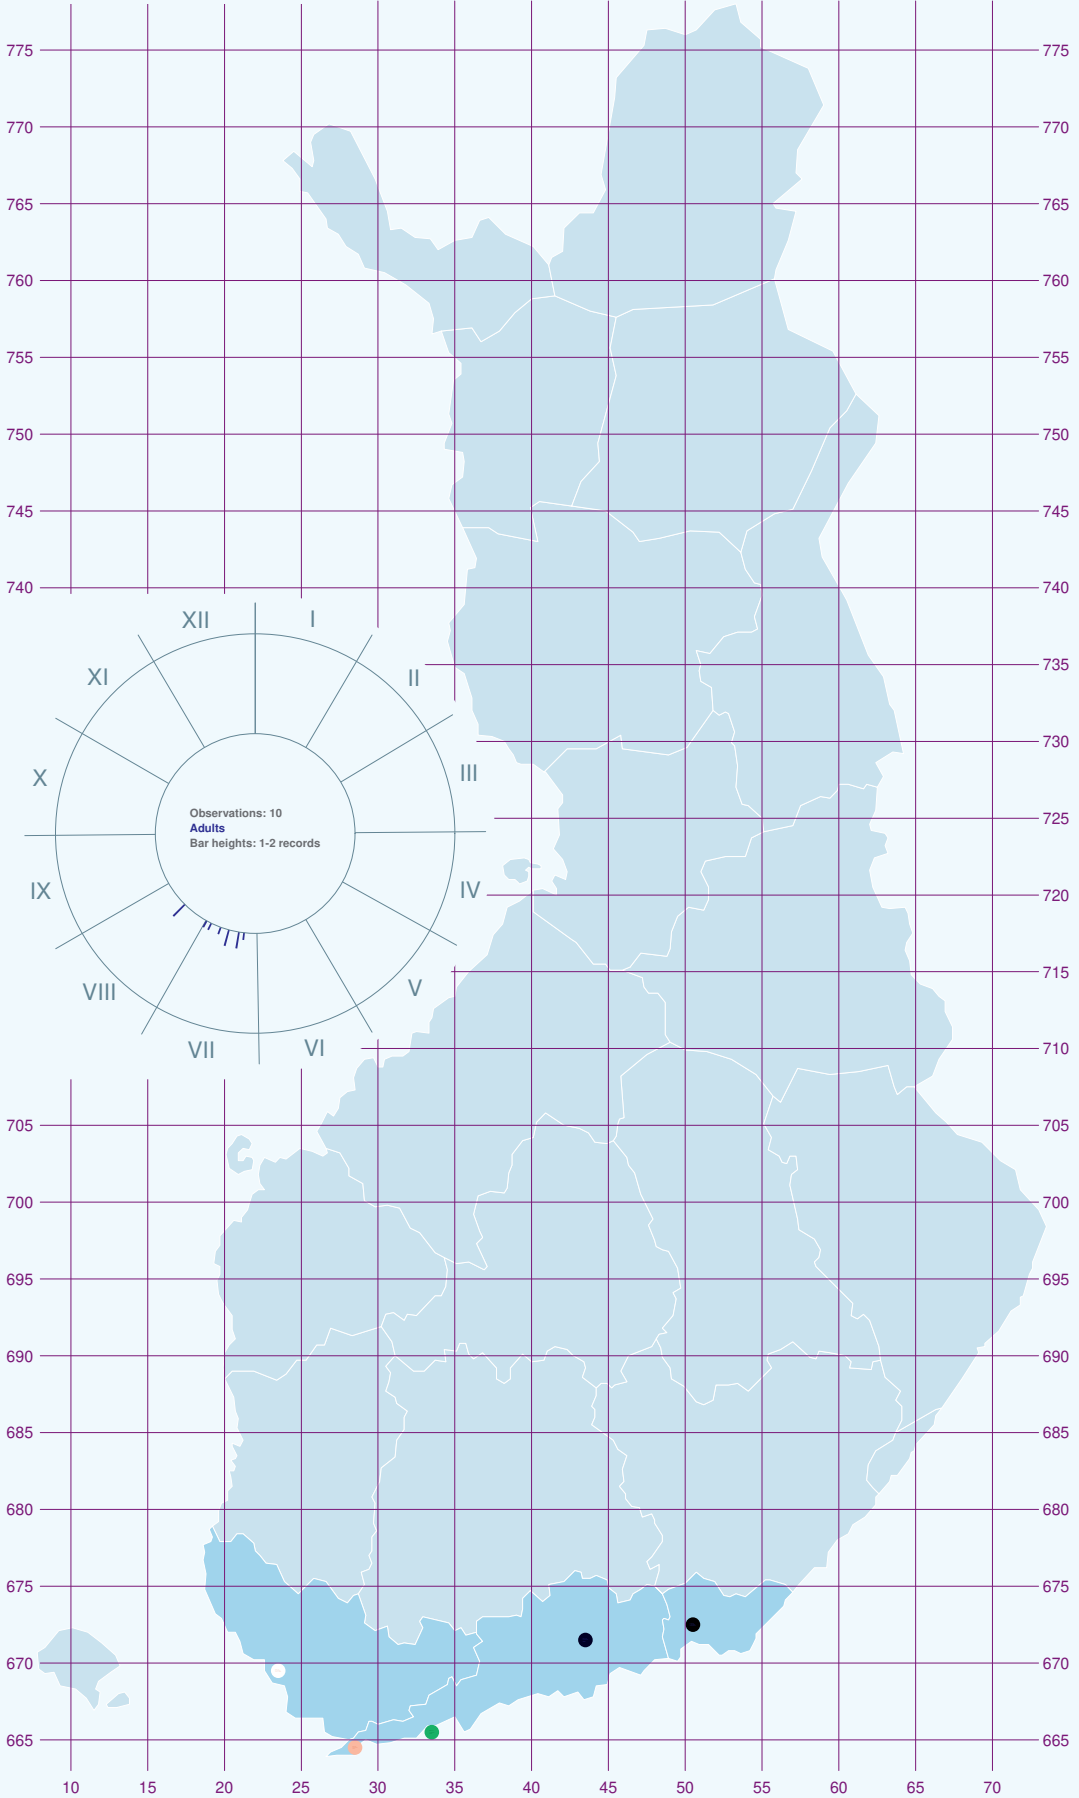 775 775
770 770
765 765
760 760
755 755
750 750
745 745
740 740
XII I
XI II
735
730
X III
725
Observations: 10
Adults
Bar heights: 1-2 records
IX IV
720
715
VIII V
VII VI
710
705 705
700 700
695 695
690 690
685 685
680 680
675 675
670 670
665 665
10 15 20 25 30 35 40 45 50 55 60 65 70